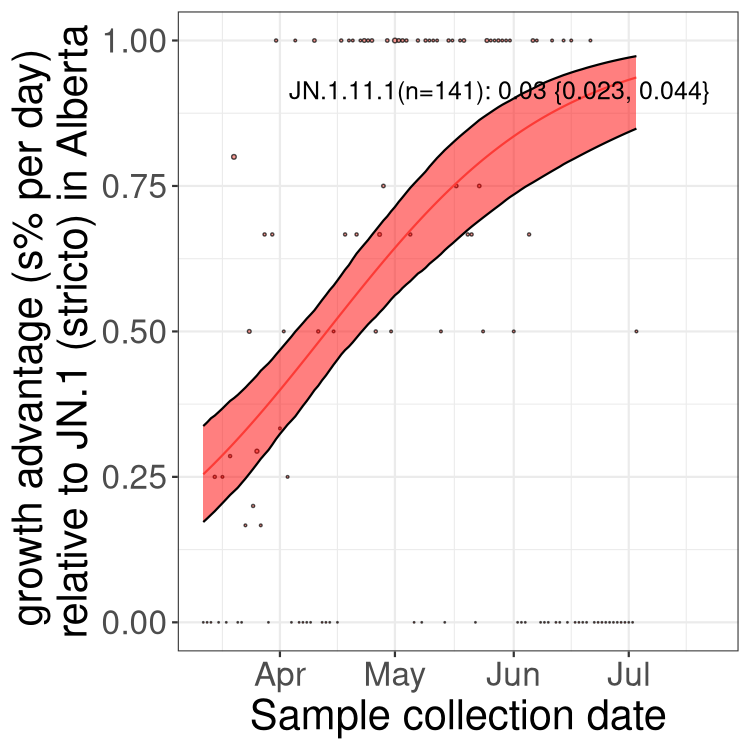 growth advantage (s% per day)
relative to JN.1 (stricto) in Alberta
1.00
0.75
0.50
0.25
0.00
JN.1.11.1(n=141): 0.03 {0.023, 0.044}
Apr May Jun Jul
Sample collection date